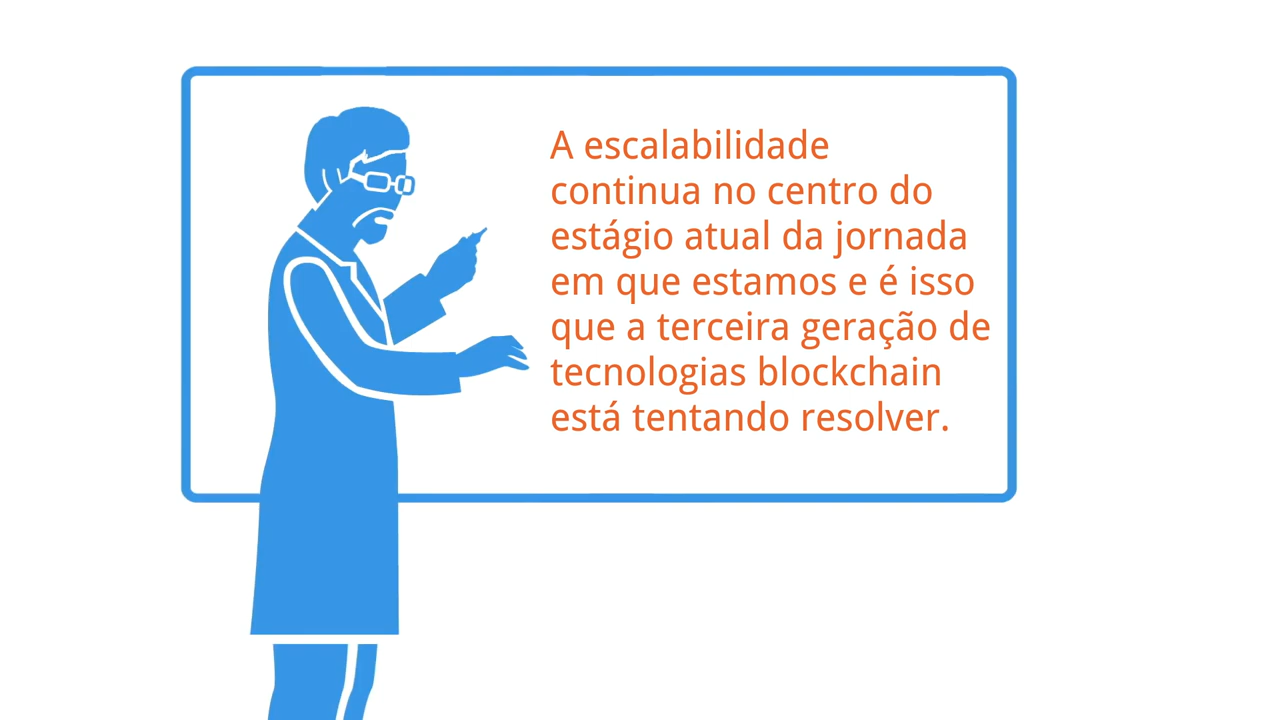 A escalabilidade
continua no centro do
estágio atual da jornada
em que estamos e é isso
que a terceira geração de
tecnologias blockchain
está tentando resolver.